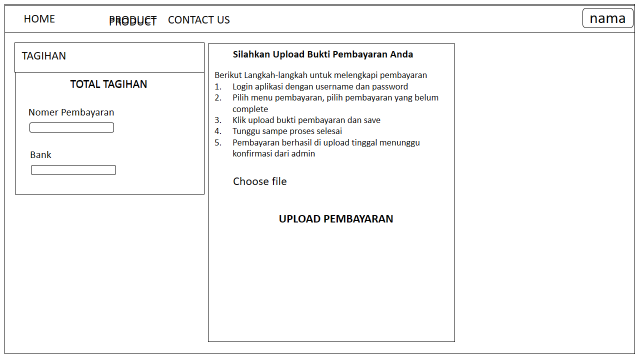 HOME PRODUCT PRODUCT CONTACT US nama
TAGIHAN
TOTAL TAGIHAN
Nomer Pembayaran
Bank
Silahkan Upload Bukti Pembayaran Anda
Berikut Langkah-langkah untuk melengkapi pembayaran
1. Login aplikasi dengan username dan password
2. Pilih menu pembayaran, pilih pembayaran yang belum
complete
3. Klik upload bukti pembayaran dan save
4. Tunggu sampe proses selesai
5. Pembayaran berhasil di upload tinggal menunggu
konfirmasi dari admin
Choose file
UPLOAD PEMBAYARAN